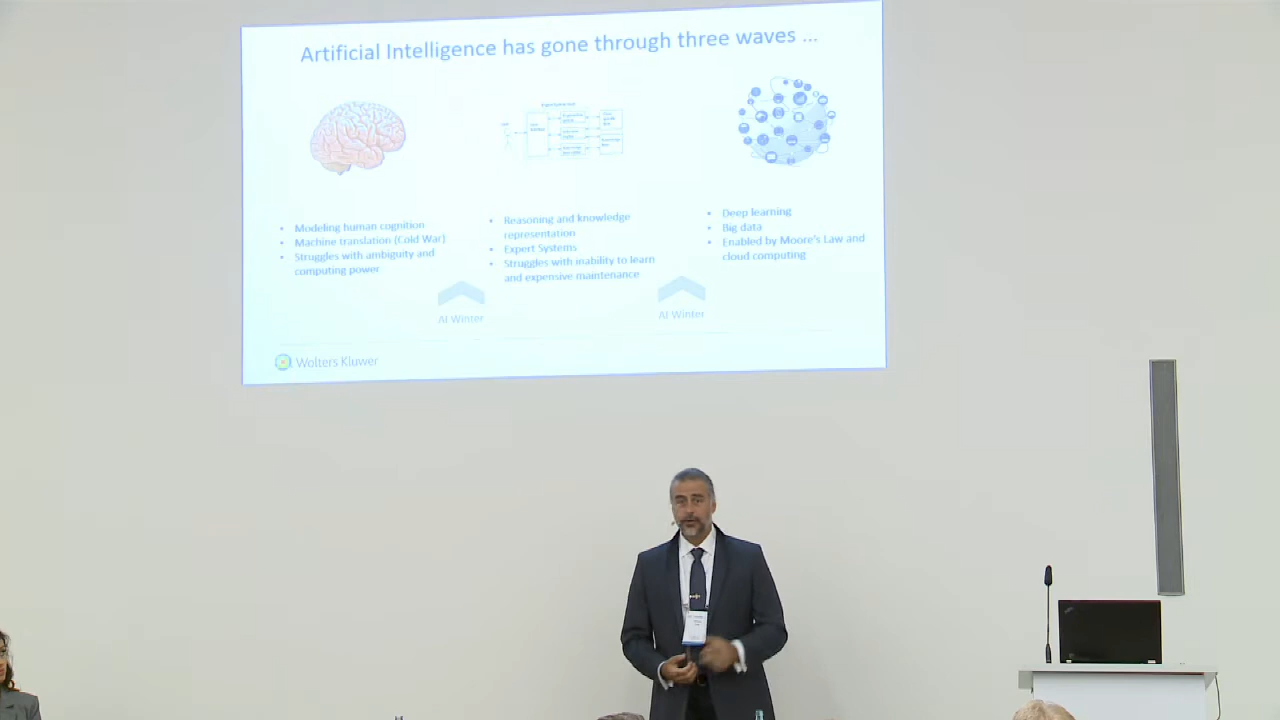 Artificial Intelligence has gone through three waves ...
• Modeling human cognition
• Machine translation (Cold War)
• Struggles with ambiguity and
computing power
• Reasoning and knowledge
representation
• Expert Systems
• Struggles with inability to learn
and expensive maintenance
• Deep learning
• Big data
• Enabled by Moore's Law and
cloud computing
AI Winter
AI Winter
Wolters Kluwer